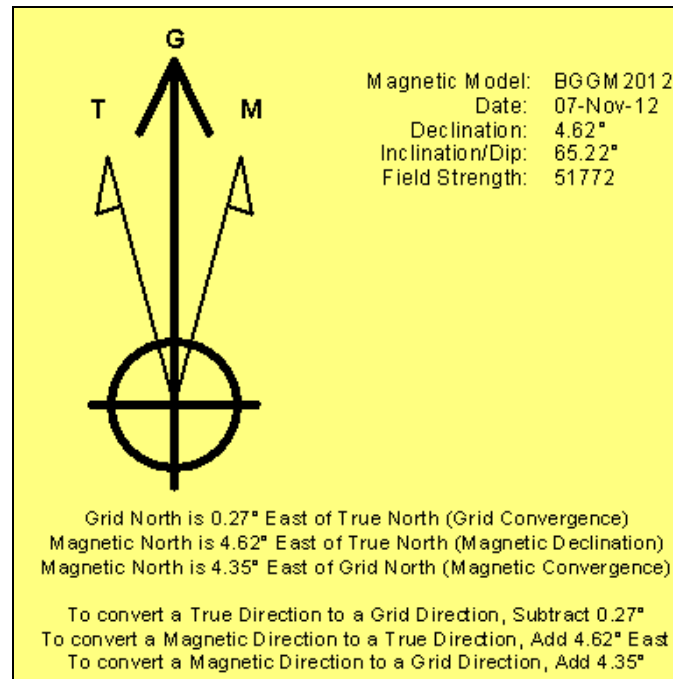 G
T M
Magnetic Model: BGGM2012
Date: 07-Nov-12
Declination: 4.62°
Inclination/Dip: 65.22°
Field Strength: 51772
Grid North is 0.27° East of True North (Grid Convergence)
Magnetic North is 4.62° East of True North (Magnetic Declination)
Magnetic North is 4.35° East of Grid North (Magnetic Convergence)
To convert a True Direction to a Grid Direction, Subtract 0.27°
To convert a Magnetic Direction to a True Direction, Add 4.62° East
To convert a Magnetic Direction to a Grid Direction, Add 4.35°